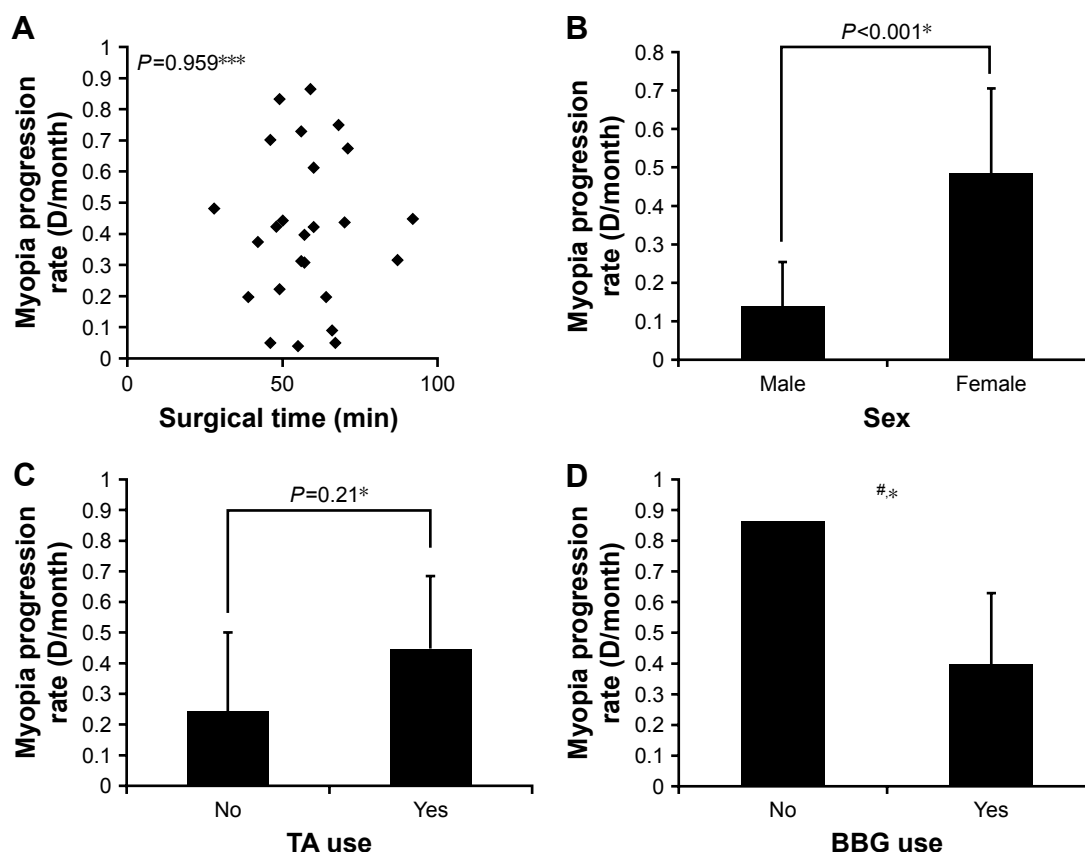 A
P=0.959***
Myopia progression
rate (D/month)
1
0.9
0.8
0.7
0.6
0.5
0.4
0.3
0.2
0.1
0
0 50 100
Surgical time (min)
B
P<0.001*
Myopia progression
rate (D/month)
0.8
0.7
0.6
0.5
0.4
0.3
0.2
0.1
0
Male Female
Sex
C
P=0.21*
Myopia progression
rate (D/month)
1
0.9
0.8
0.7
0.6
0.5
0.4
0.3
0.2
0.1
0
No Yes
TA use
D
#,*
Myopia progression
rate (D/month)
1
0.9
0.8
0.7
0.6
0.5
0.4
0.3
0.2
0.1
0
No Yes
BBG use